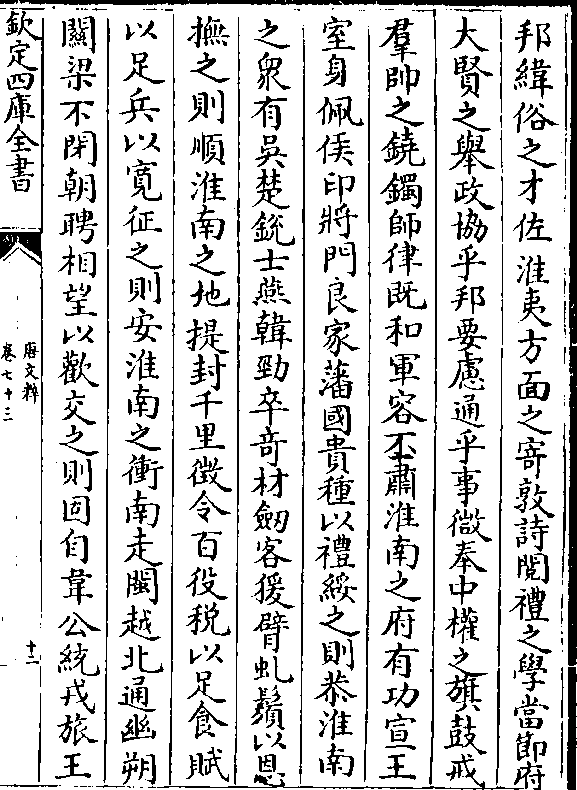 邦緯俗之才佐淮夷方面之寄敦詩閱禮之學當節府
大賢之舉政協乎邦要慮通乎事微奉中權之旗鼓戒
羣帥之鐃鐲師律既和軍容丕肅淮南之府有功宣王
室身佩侯印將門良家藩國貴種以禮綏之則恭淮南
之衆有吳楚銳士燕韓勁卒竒材劒客猨臂虬鬚以恩
撫之則順淮南之地提封千里徴令百役税以足食賦
以足兵以寛征之則安淮南之衝南走閩越北通幽朔
關梁不閉朝聘相望以歡交之則固自韋公統戎旅王
欽定四庫全書
唐文粹
卷七十三
十三